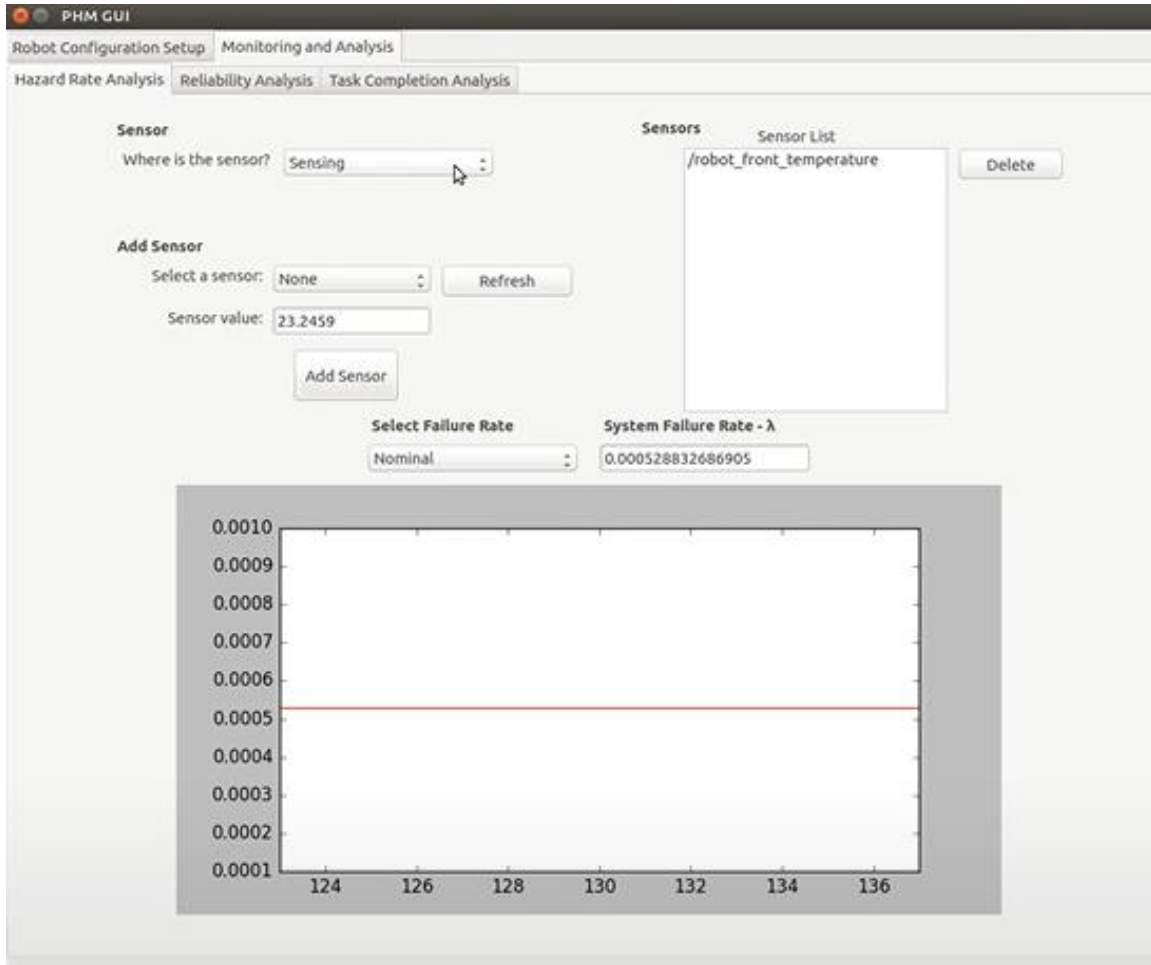 PHM GUI
Robot Configuration Setup Monitoring and Analysis
Hazard Rate Analysis Reliability Analysis Task Completion Analysis
Sensor
Where is the sensor? Sensing
Add Sensor
Select a sensor: None Refresh
Sensor value: 23.2459
Add Sensor
Sensors
Sensor List
/robot_front_temperature
Delete
Select Failure Rate
Nominal
System Failure Rate - λ
0.000528832686905
0.0010
0.0009
0.0008
0.0007
0.0006
0.0005
0.0004
0.0003
0.0002
0.0001
124 126 128 130 132 134 136